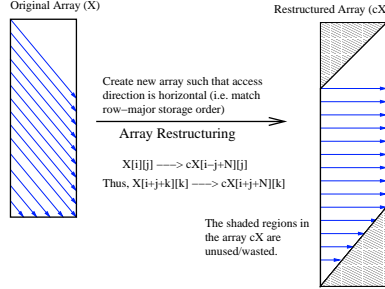 Original Array (X)
Restructured Array (cX
Create new array such that access
direction is horizontal (i.e. match
row-major storage order)
Array Restructuring
X[i][j] ---> cX[i-j+N][j]
Thus, X[i+j+k][k] ---> cX[i+j+N][k]
The shaded regions in
the array cX are
unused/wasted.